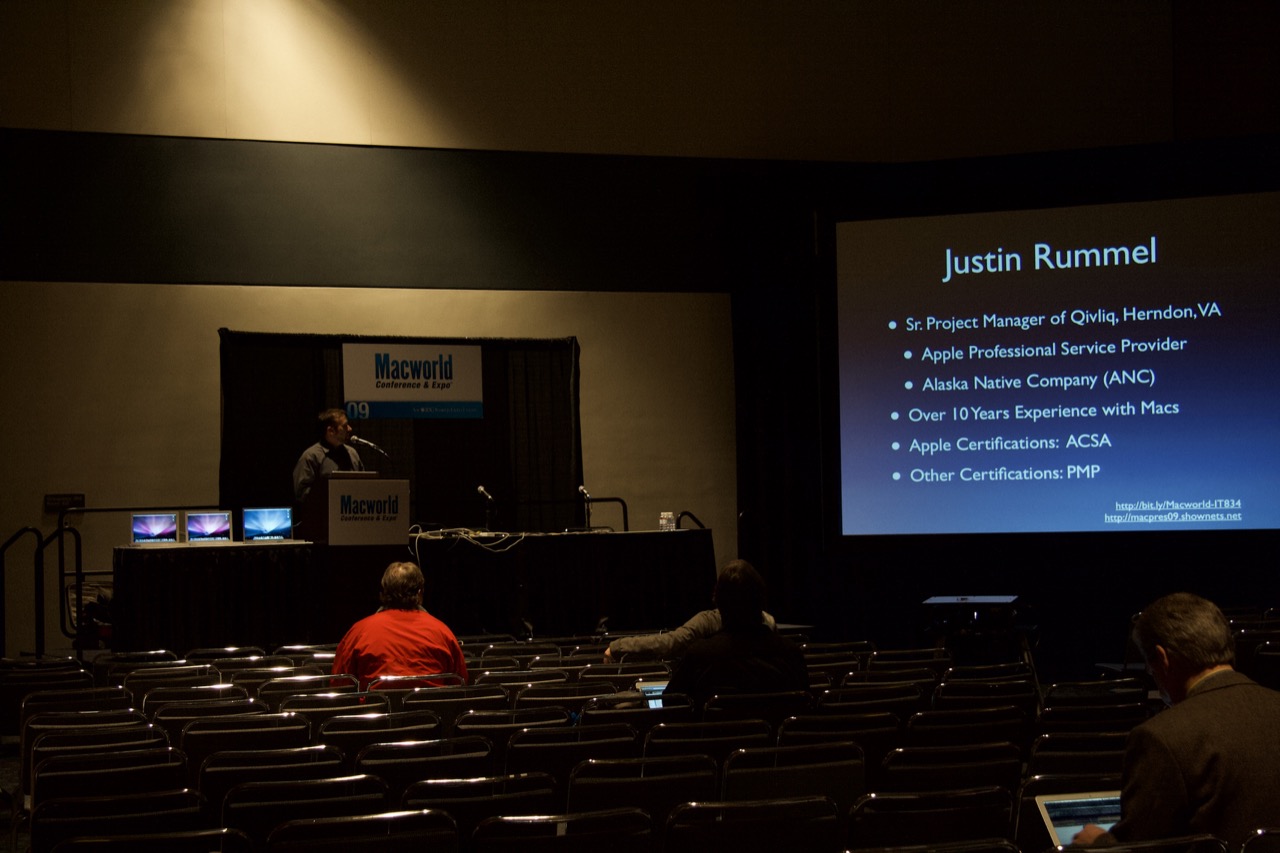 Macworld
Conference & Expo
09
Macworld
Conference & Expo
Justin Rummel
• Sr. Project Manager of Qivliq, Herndon, VA
• Apple Professional Service Provider
• Alaska Native Company (ANC)
• Over 10 Years Experience with Macs
• Apple Certifications: ACSA
• Other Certifications: PMP
http://bit.ly/Macworld-IT834
http://macpres09.shownets.net